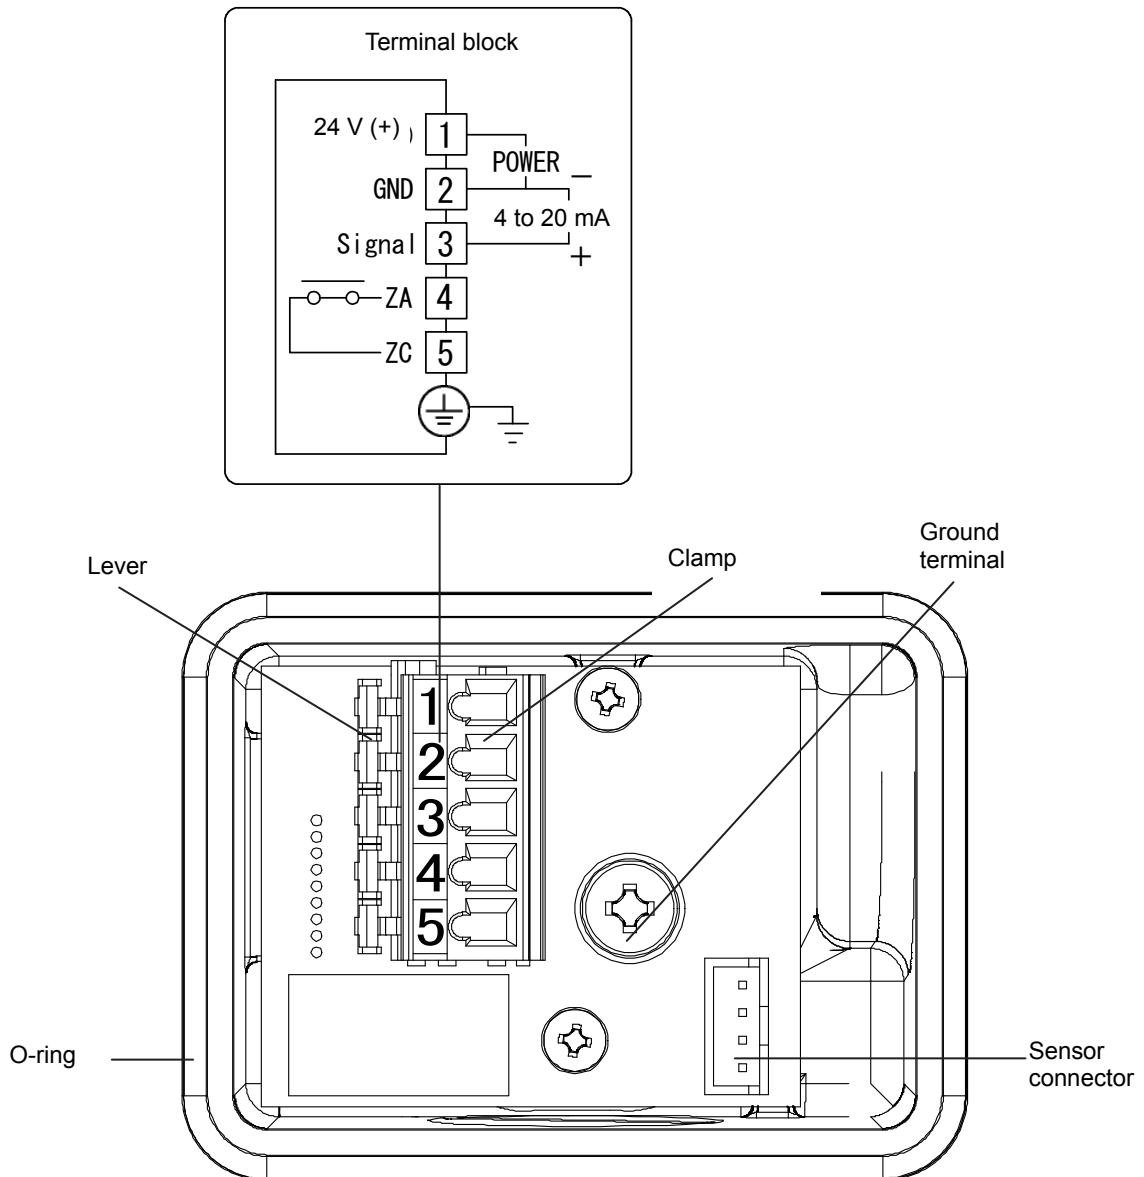 Terminal block
24 V (+) )
1
POWER
−
GND
2
4 to 20 mA
Signal
3
+
ZA
4
ZC
5
Ground
terminal
Lever
Clamp
1
2
3
4
5
O-ring
Sensor
connector